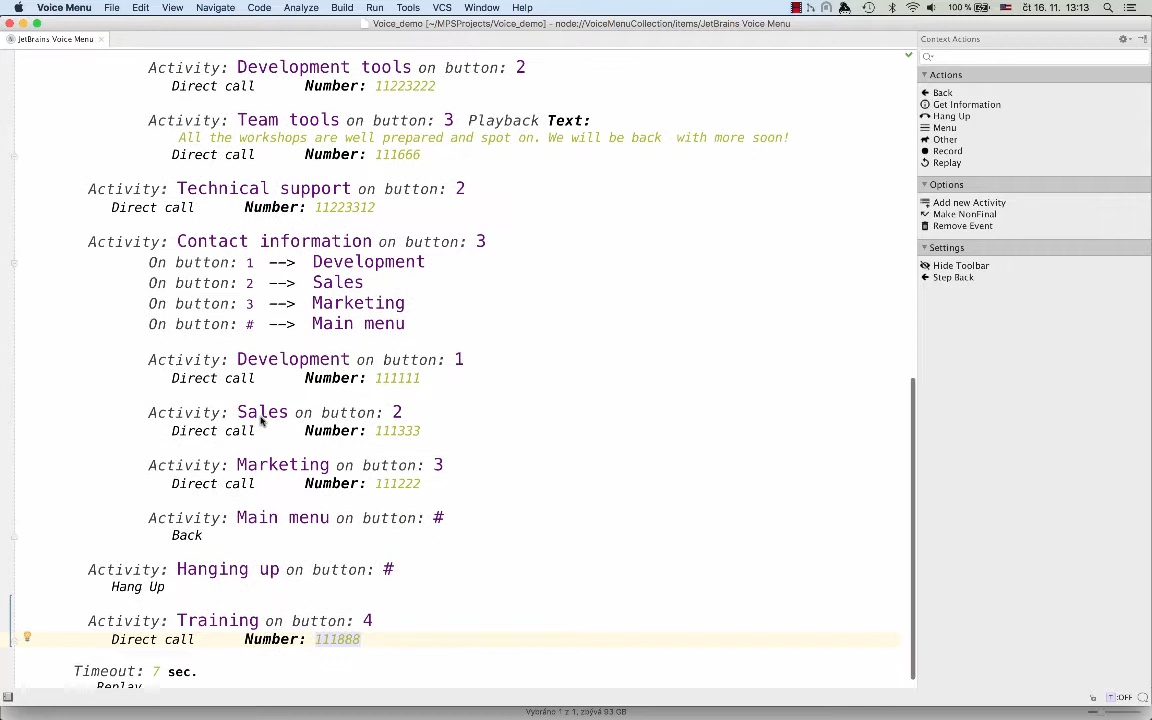 Voice Menu File Edit View Navigate Code Analyze Build Run Tools VCS Window Help 100 % čt 16. 11. 13:13
Voice_demo [~/MPSProjects/Voice_demo] - node://VoiceMenuCollection/items/JetBrains Voice Menu
JetBrains Voice Menu
Context Actions
Activity: Development tools on button: 2
Direct call Number: 11223222
Activity: Team tools on button: 3 Playback Text:
All the workshops are well prepared and spot on. We will be back with more soon!
Direct call Number: 111666
Activity: Technical support on button: 2
Direct call Number: 11223312
Activity: Contact information on button: 3
On button: 1 --> Development
On button: 2 --> Sales
On button: 3 --> Marketing
On button: # --> Main menu
Activity: Development on button: 1
Direct call Number: 111111
Activity: Sales on button: 2
Direct call Number: 111333
Activity: Marketing on button: 3
Direct call Number: 111222
Activity: Main menu on button: #
Back
Activity: Hanging up on button: #
Hang Up
Activity: Training on button: 4
Direct call Number: 111888
Timeout: 7 sec.
Replay
Actions
Back
Get Information
Hang Up
Menu
Other
Record
Replay
Options
Add new Activity
Make NonFinal
Remove Event
Settings
Hide Toolbar
Step Back
T:OFF
Vybráno 1 z 1, zbývá 93 GB